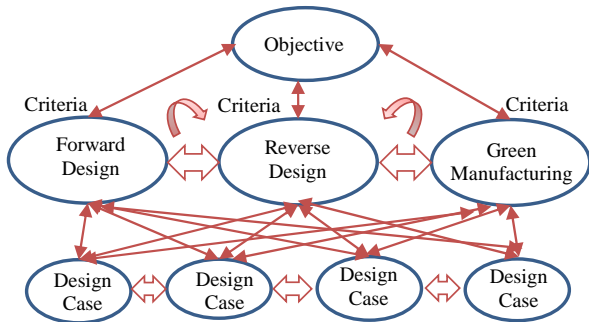 Objective
Criteria
Criteria
Criteria
Forward
Design
Reverse
Design
Green
Manufacturing
Design
Case
Design
Case
Design
Case
Design
Case